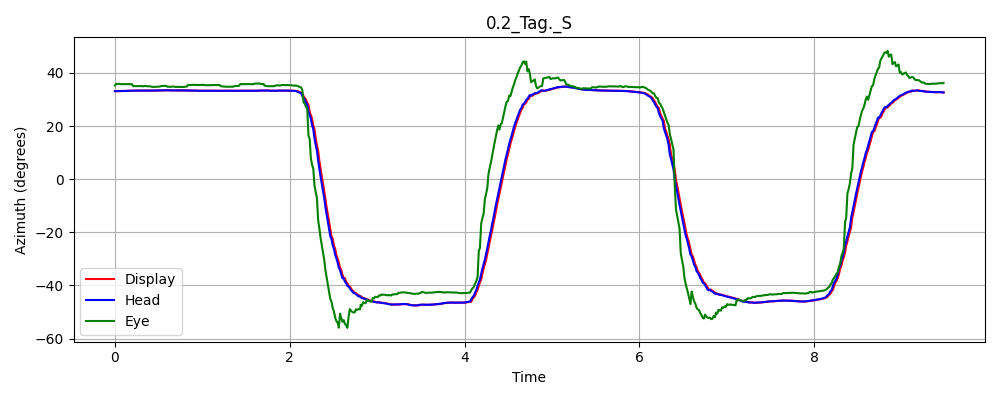 0.2_Tag._S
Azimuth (degrees)
40
20
0
−20
−40
−60
Display
Head
Eye
0 2 4 6 8
Time